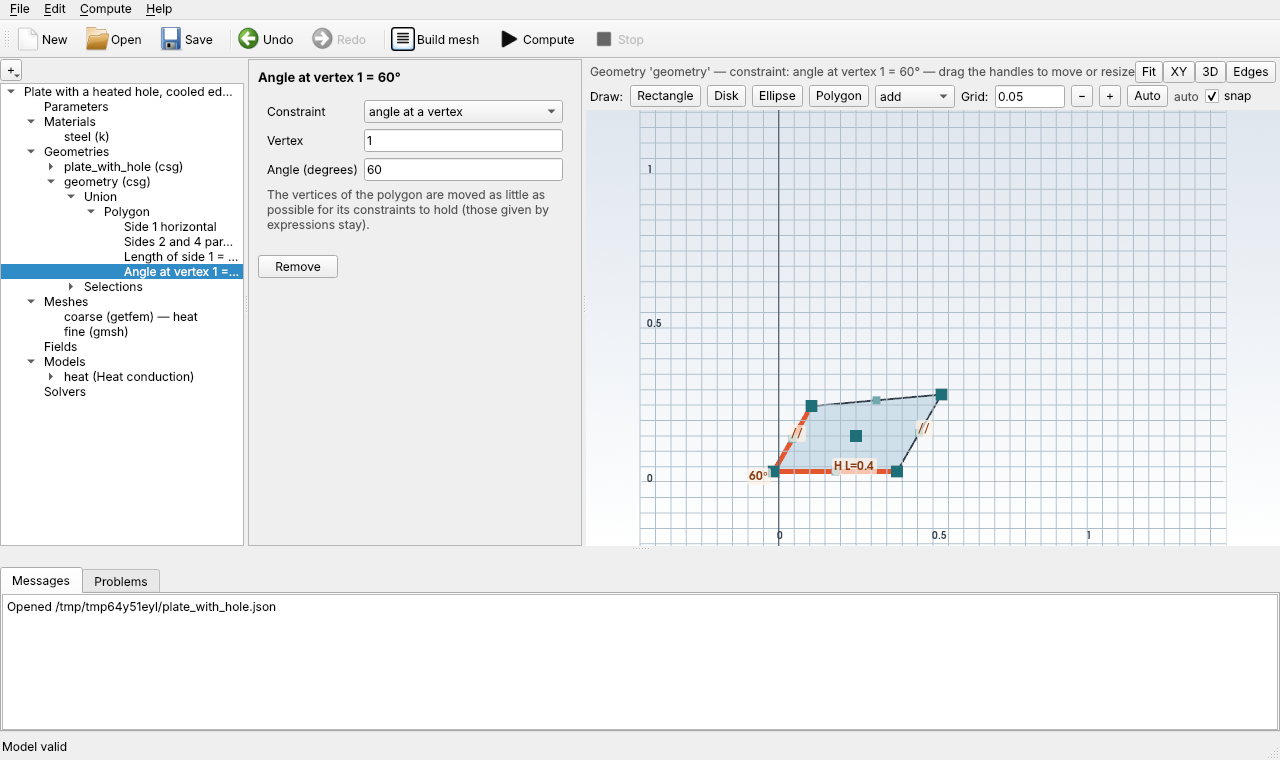 File Edit Compute Help
New Open Save Undo Redo Build mesh Compute Stop
+
Plate with a heated hole, cooled ed...
Parameters
Materials
steel (k)
Geometries
plate_with_hole (csg)
geometry (csg)
Union
Polygon
Side 1 horizontal
Sides 2 and 4 par...
Length of side 1 = ...
Angle at vertex 1 =...
Selections
Meshes
coarse (getfem) — heat
fine (gmsh)
Fields
Models
heat (Heat conduction)
Solvers
Angle at vertex 1 = 60°
Constraint angle at a vertex
Vertex 1
Angle (degrees) 60
The vertices of the polygon are moved as little as
possible for its constraints to hold (those given by
expressions stay).
Remove
Geometry 'geometry' — constraint: angle at vertex 1 = 60° — drag the handles to move or resize Fit XY 3D Edges
Draw: Rectangle Disk Ellipse Polygon add Grid: 0.05 − + Auto auto snap
1
0.5
// //
H L=0.4
60°
0
0 0.5 1
Messages Problems
Opened /tmp/tmp64y51eyl/plate_with_hole.json
Model valid